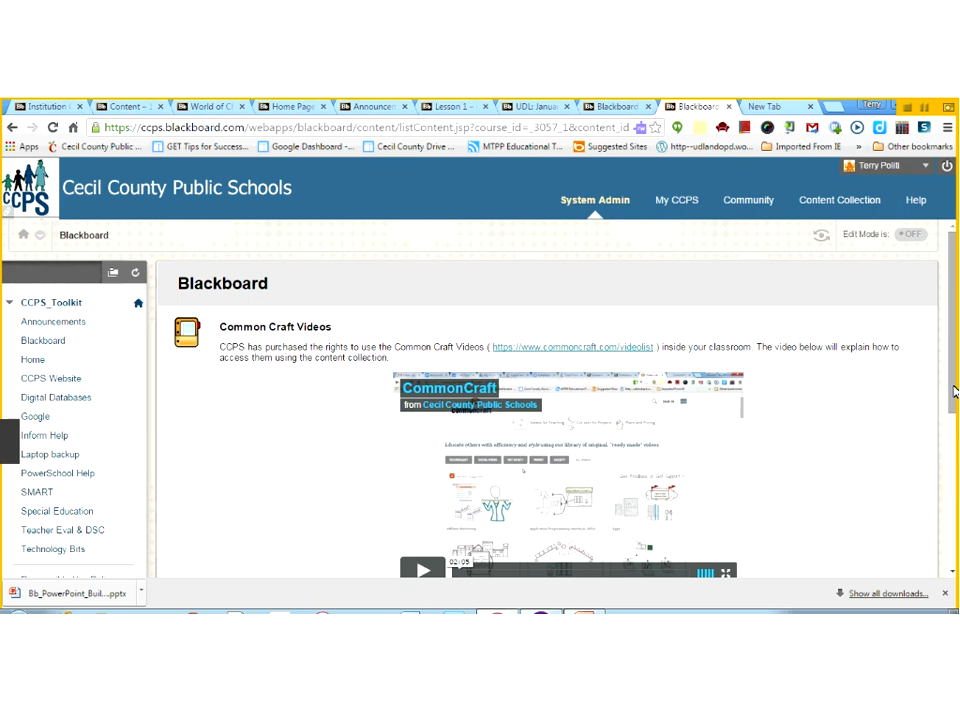 Institution
Content – 1
World of C
Home Page
Announcem
Lesson 1 –
UDL: Janua
Blackboard
Blackboard
New Tab
Terry
https://ccps.blackboard.com/webapps/blackboard/content/listContent.jsp?course_id=_3057_1&content_id
Apps
Cecil County Public ...
GET Tips for Success...
Google Dashboard -...
Cecil County Drive ...
MTPP Educational T...
Suggested Sites
http--udlandopd.wo...
Imported From IE
»
Other bookmarks
CCPS
Cecil County Public Schools
Terry Politi
System Admin
My CCPS
Community
Content Collection
Help
Blackboard
Edit Mode is:
OFF
CCPS_Toolkit
Announcements
Blackboard
Home
CCPS Website
Digital Databases
Google
Inform Help
Laptop backup
PowerSchool Help
SMART
Special Education
Teacher Eval & DSC
Technology Bits
Blackboard
Common Craft Videos
CCPS has purchased the rights to use the Common Craft Videos ( https://www.commoncraft.com/videolist ) inside your classroom. The video below will explain how to
access them using the content collection.
CommonCraft
from Cecil County Public Schools
Educate others with efficiency and style using our library of original, "ready made" videos
02:05
Bb_PowerPoint_Buil....pptx
Show all downloads...